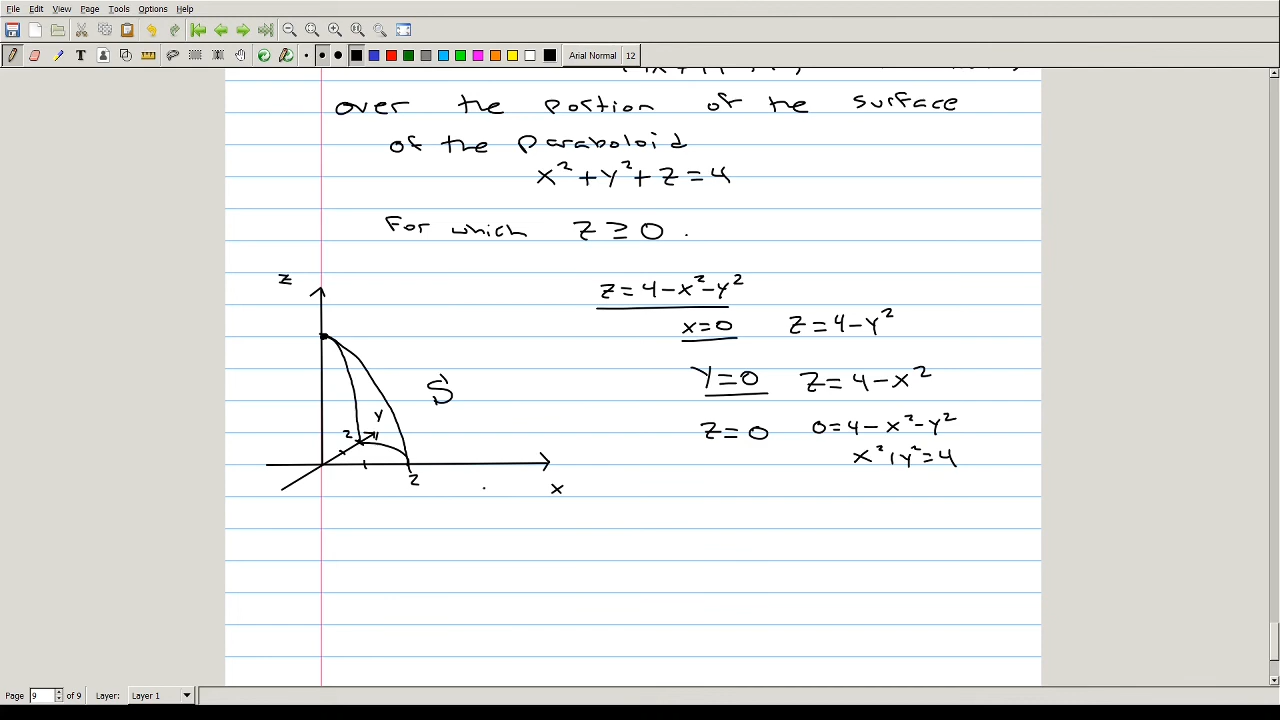 File Edit View Page Tools Options Help
Arial Normal 12
over the portion of the surface
of the paraboloid
x²+y²+z=4
For which z≥0.
z
z=4-x²-y²
x=0 z=4-y²
S
y=0 z=4-x²
y
2
z=0 0=4-x²-y²
x²+y²=4
2
x
Page 9 of 9 Layer: Layer 1